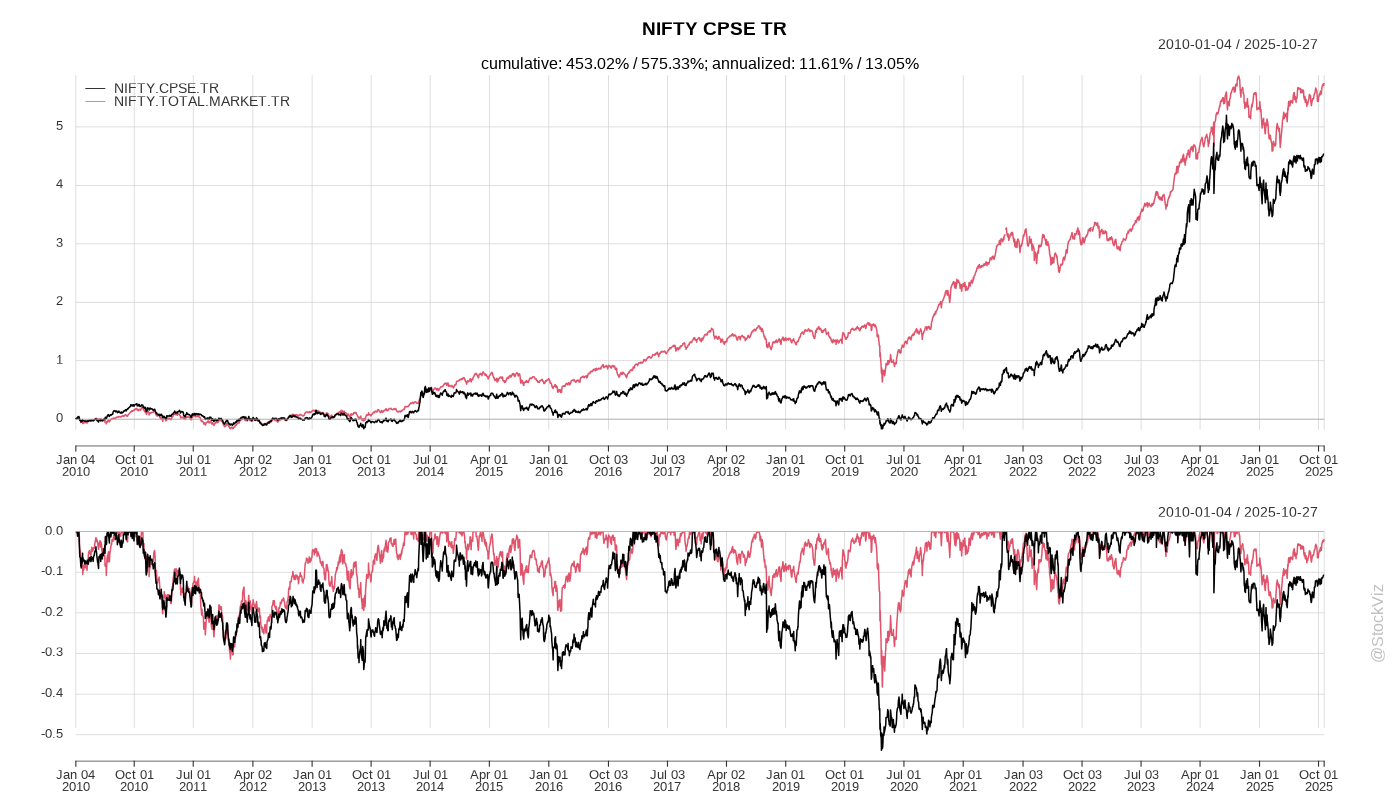 NIFTY CPSE TR
2010-01-04 / 2025-10-27
cumulative: 453.02% / 575.33%; annualized: 11.61% / 13.05%
NIFTY.CPSE.TR
NIFTY.TOTAL.MARKET.TR
5
4
3
2
1
0
Jan 04 Oct 01 Jul 01 Apr 02 Jan 01 Oct 01 Jul 01 Apr 01 Jan 01 Oct 03 Jul 03 Apr 02 Jan 01 Oct 01 Jul 01 Apr 01 Jan 03 Oct 03 Jul 03 Apr 01 Jan 01 Oct 01
2010 2010 2011 2012 2013 2013 2014 2015 2016 2016 2017 2018 2019 2019 2020 2021 2022 2022 2023 2024 2025 2025
2010-01-04 / 2025-10-27
0.0
-0.1
-0.2
-0.3
-0.4
-0.5
Jan 04 Oct 01 Jul 01 Apr 02 Jan 01 Oct 01 Jul 01 Apr 01 Jan 01 Oct 03 Jul 03 Apr 02 Jan 01 Oct 01 Jul 01 Apr 01 Jan 03 Oct 03 Jul 03 Apr 01 Jan 01 Oct 01
2010 2010 2011 2012 2013 2013 2014 2015 2016 2016 2017 2018 2019 2019 2020 2021 2022 2022 2023 2024 2025 2025
@StockViz